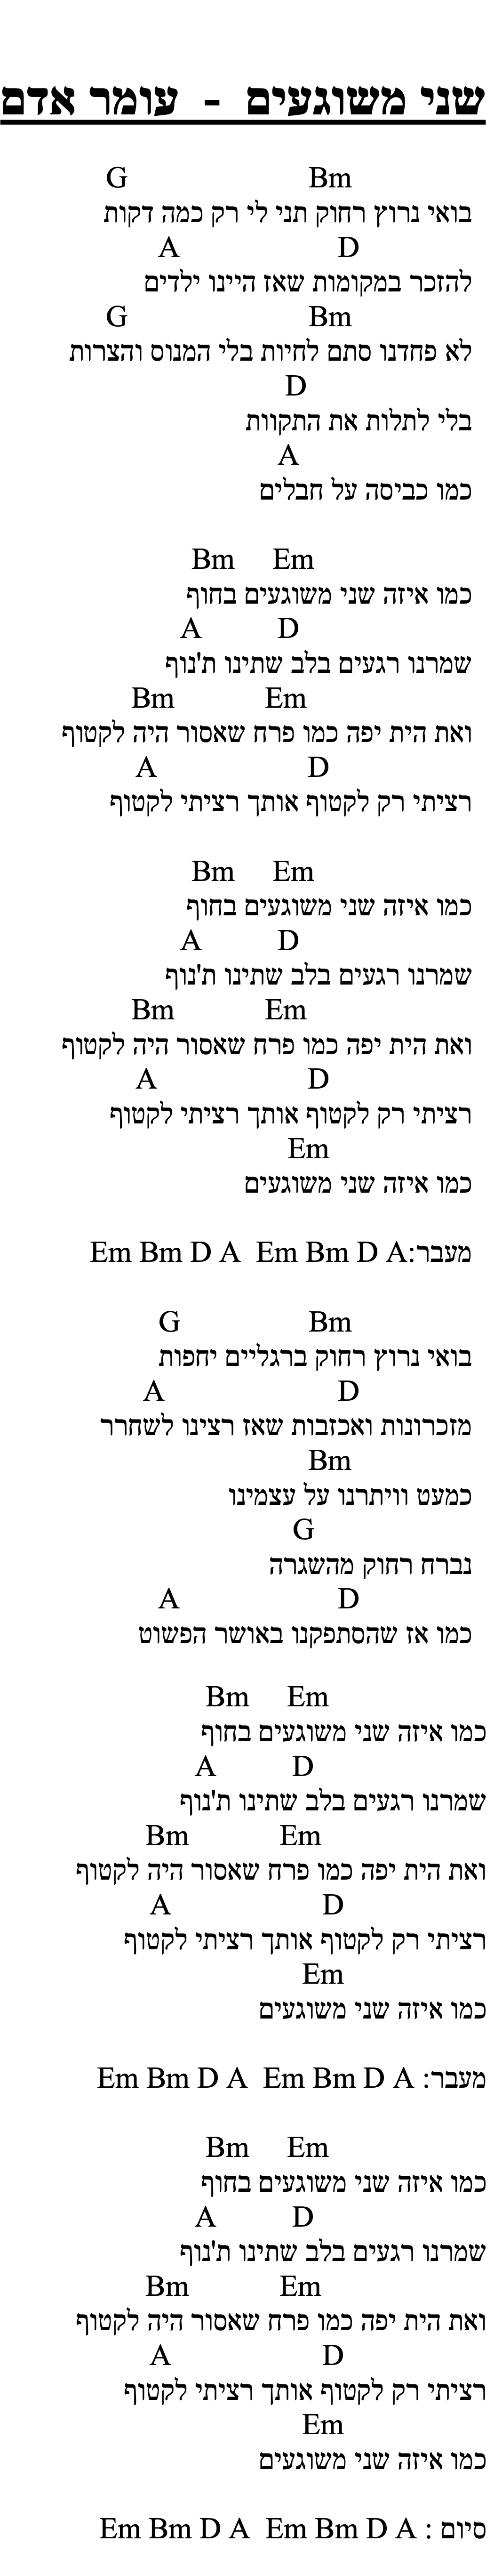 שני משוגעים - עומר אדם
G Bm
בואי נרוץ רחוק תני לי רק כמה דקות
A D
להזכר במקומות שאז היינו ילדים
G Bm
לא פחדנו סתם לחיות בלי המנוס והצרות
D
בלי לתלות את התקוות
A
כמו כביסה על חבלים
Bm Em
כמו איזה שני משוגעים בחוף
A D
שמרנו רגעים בלב שתינו ת'נוף
Bm Em
ואת הית יפה כמו פרח שאסור היה לקטוף
A D
רציתי רק לקטוף אותך רציתי לקטוף
Bm Em
כמו איזה שני משוגעים בחוף
A D
שמרנו רגעים בלב שתינו ת'נוף
Bm Em
ואת הית יפה כמו פרח שאסור היה לקטוף
A D
רציתי רק לקטוף אותך רציתי לקטוף
Em
כמו איזה שני משוגעים
מעבר:Em Bm D A Em Bm D A
G Bm
בואי נרוץ רחוק ברגליים יחפות
A D
מזכרונות ואכזבות שאז רצינו לשחרר
Bm
כמעט וויתרנו על עצמינו
G
נברח רחוק מהשגרה
A D
כמו אז שהסתפקנו באושר הפשוט
Bm Em
כמו איזה שני משוגעים בחוף
A D
שמרנו רגעים בלב שתינו ת'נוף
Bm Em
ואת הית יפה כמו פרח שאסור היה לקטוף
A D
רציתי רק לקטוף אותך רציתי לקטוף
Em
כמו איזה שני משוגעים
מעבר: Em Bm D A Em Bm D A
Bm Em
כמו איזה שני משוגעים בחוף
A D
שמרנו רגעים בלב שתינו ת'נוף
Bm Em
ואת הית יפה כמו פרח שאסור היה לקטוף
A D
רציתי רק לקטוף אותך רציתי לקטוף
Em
כמו איזה שני משוגעים
סיום : Em Bm D A Em Bm D A